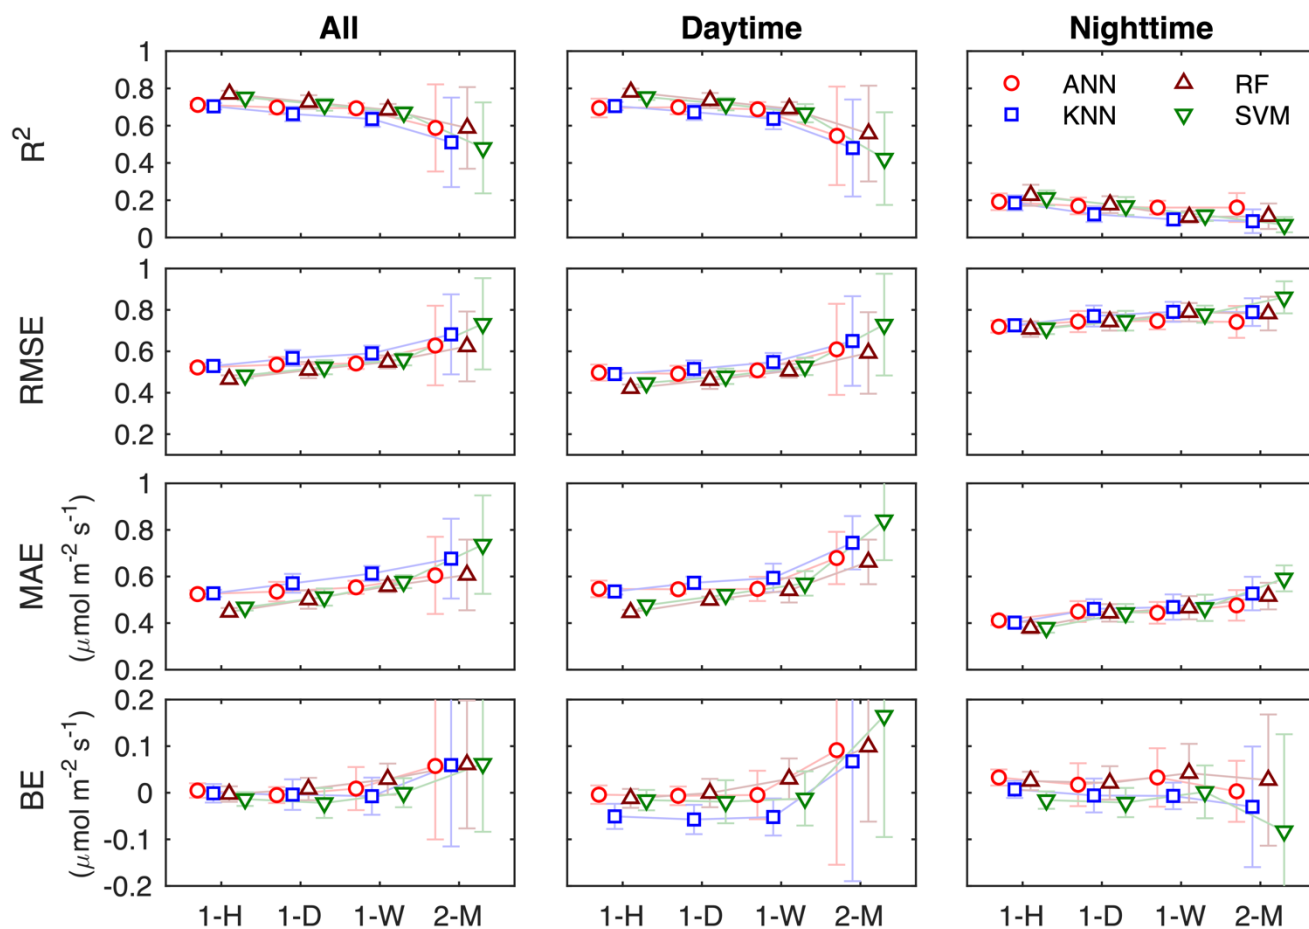 All Daytime Nighttime
R² 1 0.8 0.6 0.4 0.2 0
ANN RF
KNN SVM
RMSE 1 0.8 0.6 0.4 0.2
MAE
(μmol m⁻² s⁻¹) 1 0.8 0.6 0.4 0.2
BE
(μmol m⁻² s⁻¹) 0.2 0.1 0 -0.1 -0.2
1-H 1-D 1-W 2-M 1-H 1-D 1-W 2-M 1-H 1-D 1-W 2-M